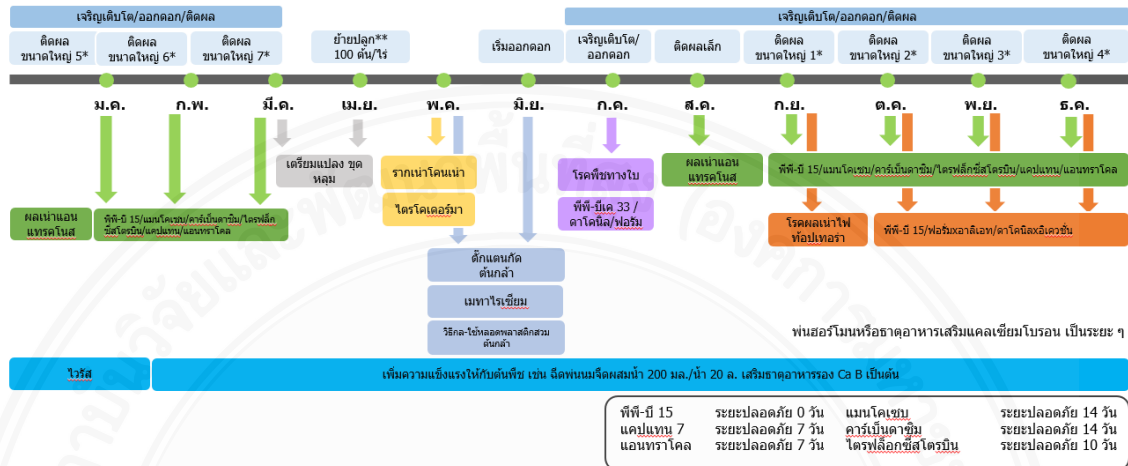 เจริญเติบโต/ออกดอก/ติดผล
เจริญเติบโต/ออกดอก/ติดผล
ติดผล
ขนาดใหญ่ 5*
ติดผล
ขนาดใหญ่ 6*
ติดผล
ขนาดใหญ่ 7*
ย้ายปลูก**
100 ต้น/ไร่
เริ่มออกดอก
เจริญเติบโต/
ออกดอก
ติดผลเล็ก
ติดผล
ขนาดใหญ่ 1*
ติดผล
ขนาดใหญ่ 2*
ติดผล
ขนาดใหญ่ 3*
ติดผล
ขนาดใหญ่ 4*
ม.ค. ก.พ. มี.ค. เม.ย. พ.ค. มิ.ย. ก.ค. ส.ค. ก.ย. ต.ค. พ.ย. ธ.ค.
เตรียมแปลง ขุด
หลุม
รากเน่าโคนเน่า
ไตรโคเดอร์มา
โรคพืชทางใบ
พีพี-บีเค 33 /
ดาโคนิล/ฟอรัม
ผลเน่าแอน
แทรคโนส
พีพี-บี 15/แมนโคเซบ/คาร์เบ็นดาซิม/ไตรฟล็กซี่สโตรบิน/แคปแทน/แอนทราโคล
ผลเน่าแอน
แทรคโนส
พีพี-บี 15/แมนโคเซบ/คาร์เบ็นดาซิม/ไตรฟล็ก
ซี่สโตรบิน/แคปแทน/แอนทราโคล
โรคผลเน่าไฟ
ท้อปเทอร่า
พีพี-บี 15/ฟอรัมxอาลีเอท/ดาโคนิลxอีเควชั่น
ตั๊กแตนกัด
ต้นกล้า
เมทาไรเซียม
วิธีกล-ใช้หลอดพลาสติกสวม
ต้นกล้า
พ่นฮอร์โมนหรือธาตุอาหารเสริมแคลเซียมโบรอน เป็นระยะ ๆ
ไวรัส
เพิ่มความแข็งแรงให้กับต้นพืช เช่น ฉีดพ่นนมจืดผสมน้ำ 200 มล./น้ำ 20 ล. เสริมธาตุอาหารรอง Ca B เป็นต้น
พีพี-บี 15 ระยะปลอดภัย 0 วัน แมนโคเซบ ระยะปลอดภัย 14 วัน
แคปแทน 7 ระยะปลอดภัย 7 วัน คาร์เบ็นดาซิม ระยะปลอดภัย 14 วัน
แอนทราโคล ระยะปลอดภัย 7 วัน ไตรฟล็อกซี่สโตรบิน ระยะปลอดภัย 10 วัน